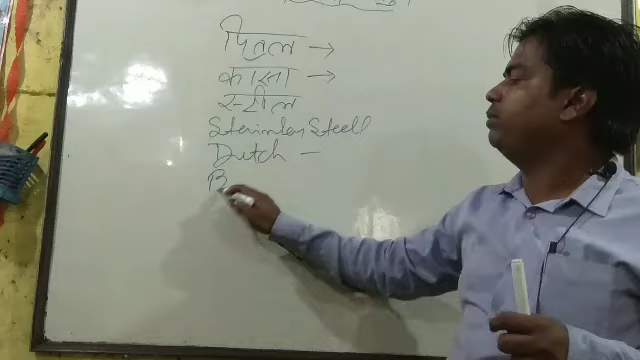 पितल →
कासा →
स्टील
Steinlen Steell
Dutch –
B